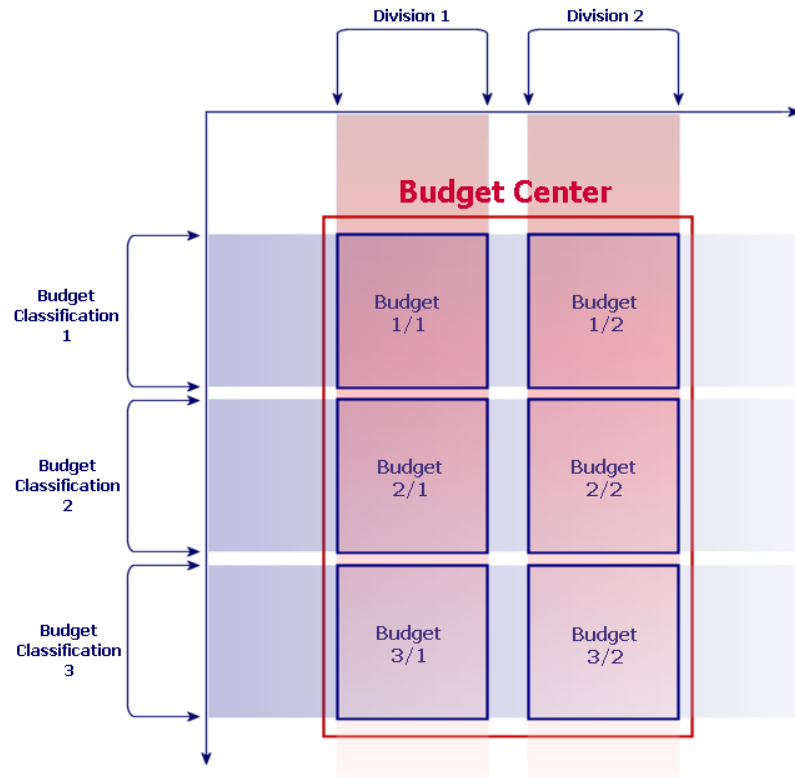 Division 1
Division 2
Budget Center
Budget
Classification
1
Budget
1/1
Budget
1/2
Budget
Classification
2
Budget
2/1
Budget
2/2
Budget
Classification
3
Budget
3/1
Budget
3/2